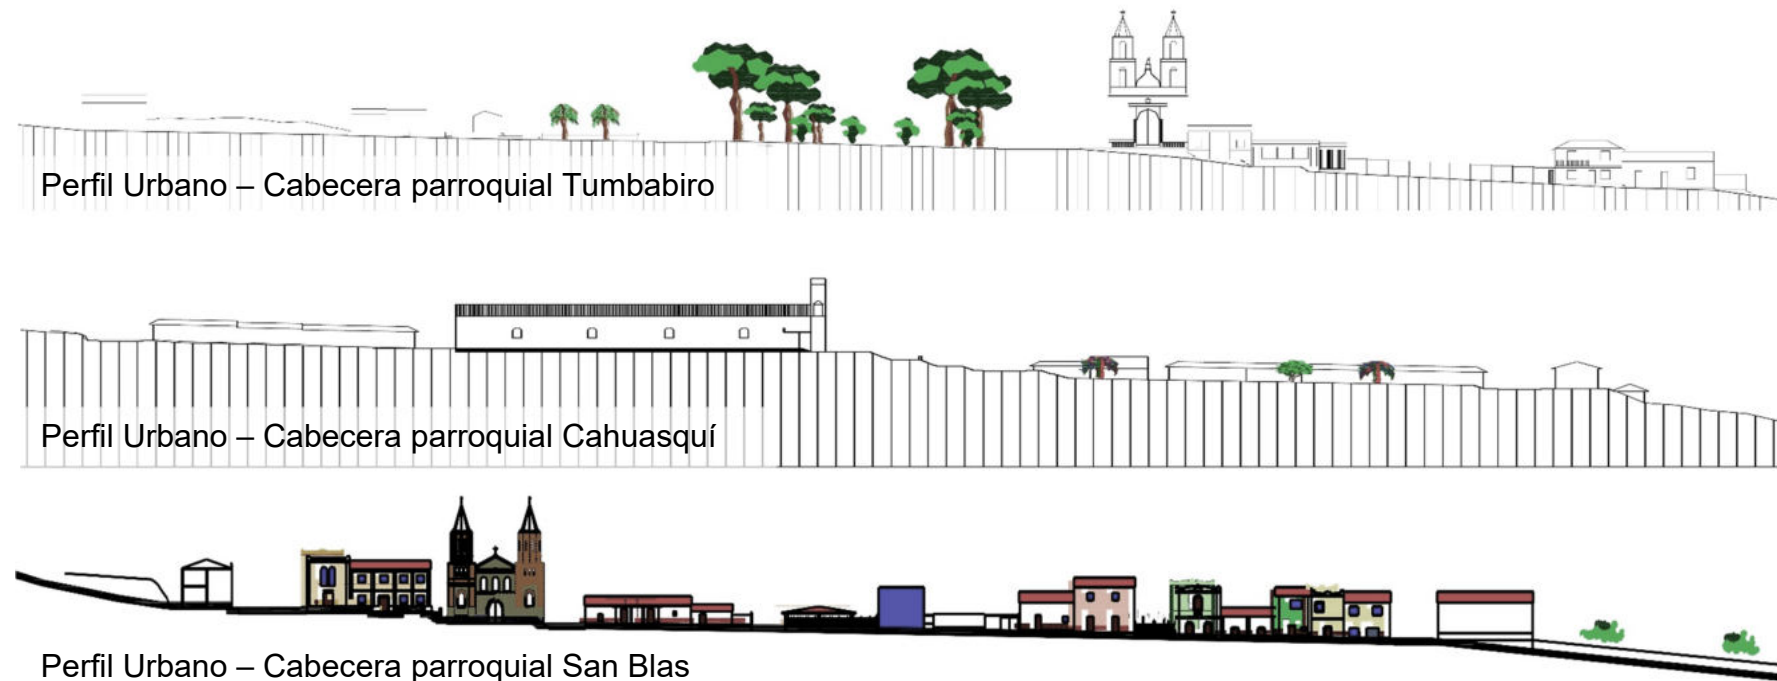 Perfil Urbano – Cabecera parroquial Tumbabiro
Perfil Urbano – Cabecera parroquial Cahuasquí
Perfil Urbano – Cabecera parroquial San Blas